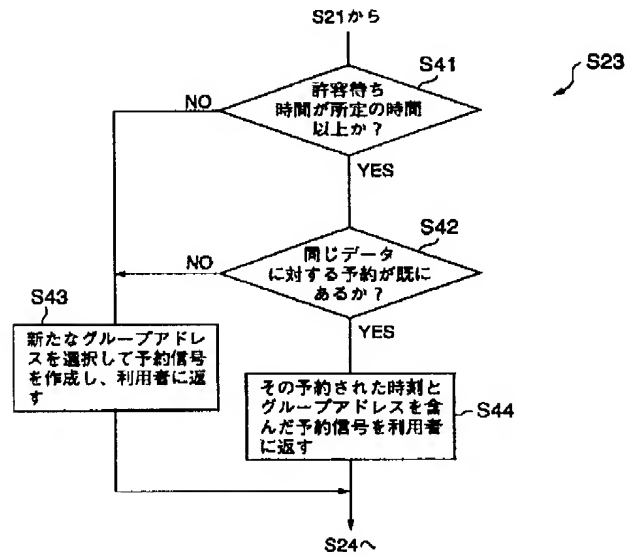 S21から
S41
S23
許容待ち
時間が所定の時間
以上か？
NO
YES
S42
同じデータ
に対する予約が既に
あるか？
NO
YES
S43
新たなグループアドレ
スを選択して予約信号
を作成し、利用者に返
す
その予約された時刻と
グループアドレスを含
んだ予約信号を利用者
に返す
S44
S24へ